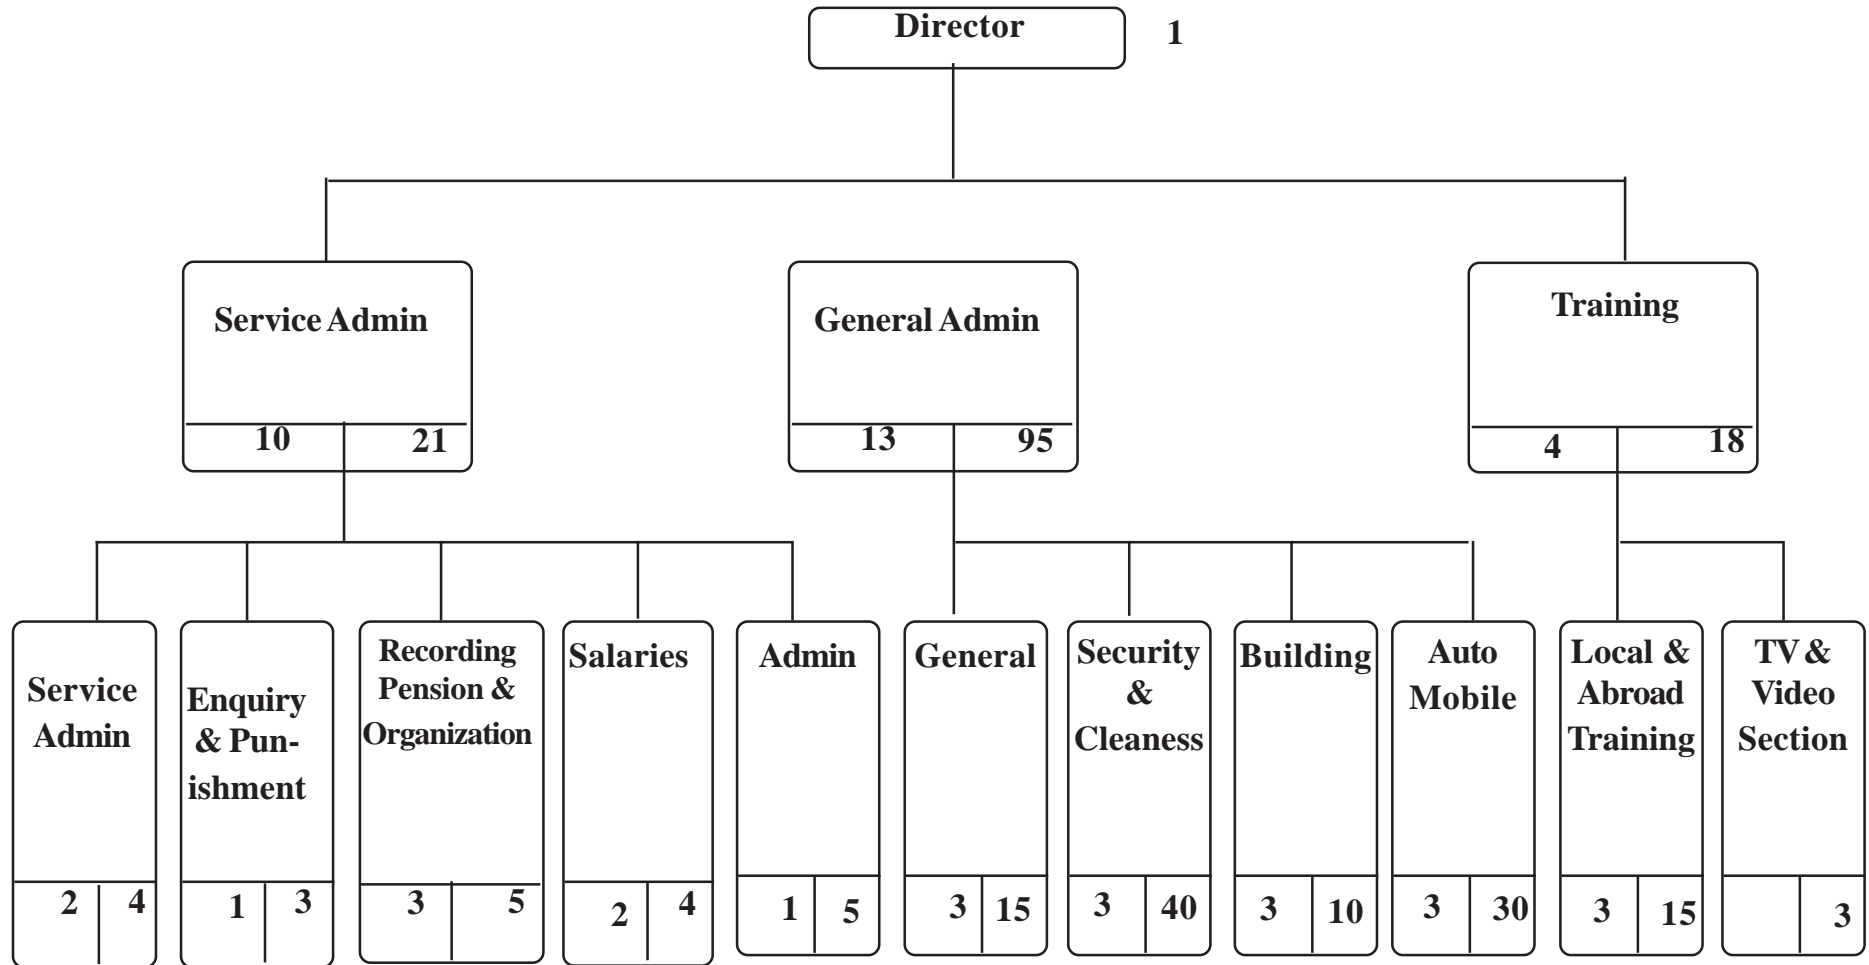 Director
1
Service Admin
10 21
General Admin
13 95
Training
4 18
Service
Admin
2 4
Enquiry
& Pun-
ishment
1 3
Recording
Pension &
Organization
3 5
Salaries
2 4
Admin
1 5
General
3 15
Security
&
Cleaness
3 40
Building
3 10
Auto
Mobile
3 30
Local &
Abroad
Training
3 15
TV &
Video
Section
3